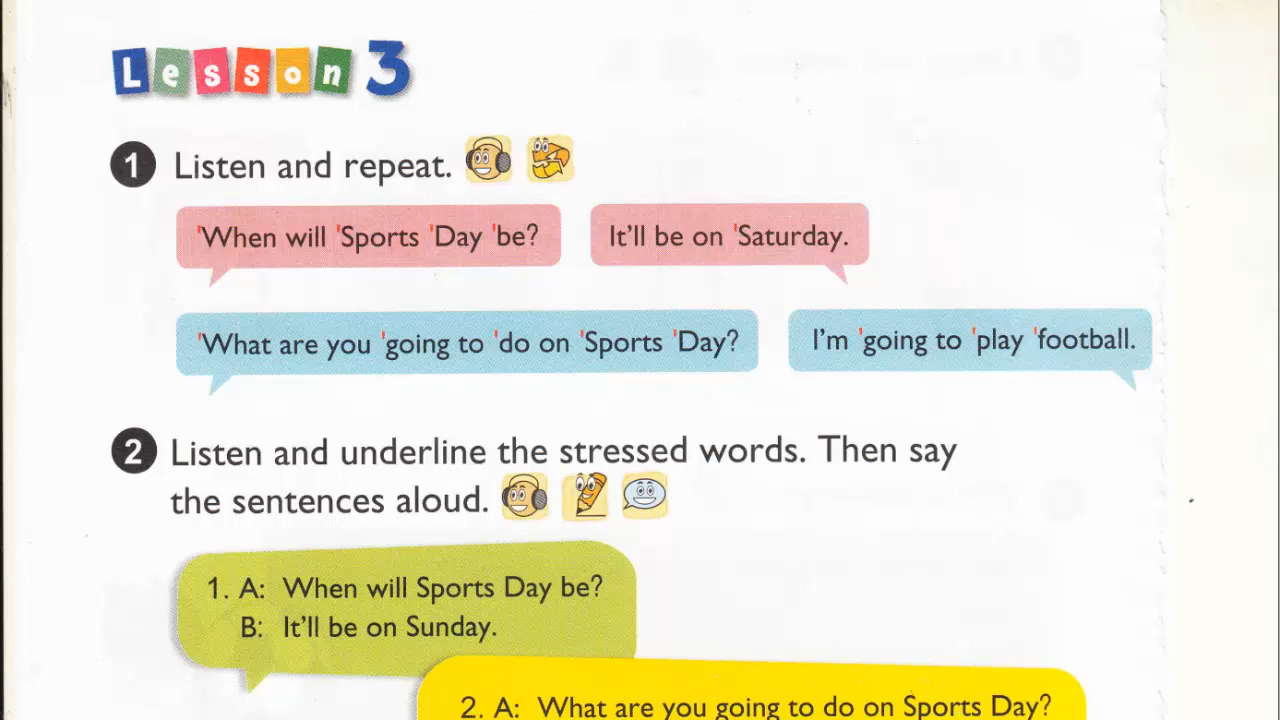 Lesson 3
1 Listen and repeat.
'When will 'Sports 'Day 'be? It'll be on 'Saturday.
'What are you 'going to 'do on 'Sports 'Day? I'm 'going to 'play 'football.
2 Listen and underline the stressed words. Then say
the sentences aloud.
1. A: When will Sports Day be?
B: It'll be on Sunday.
2. A: What are you going to do on Sports Day?